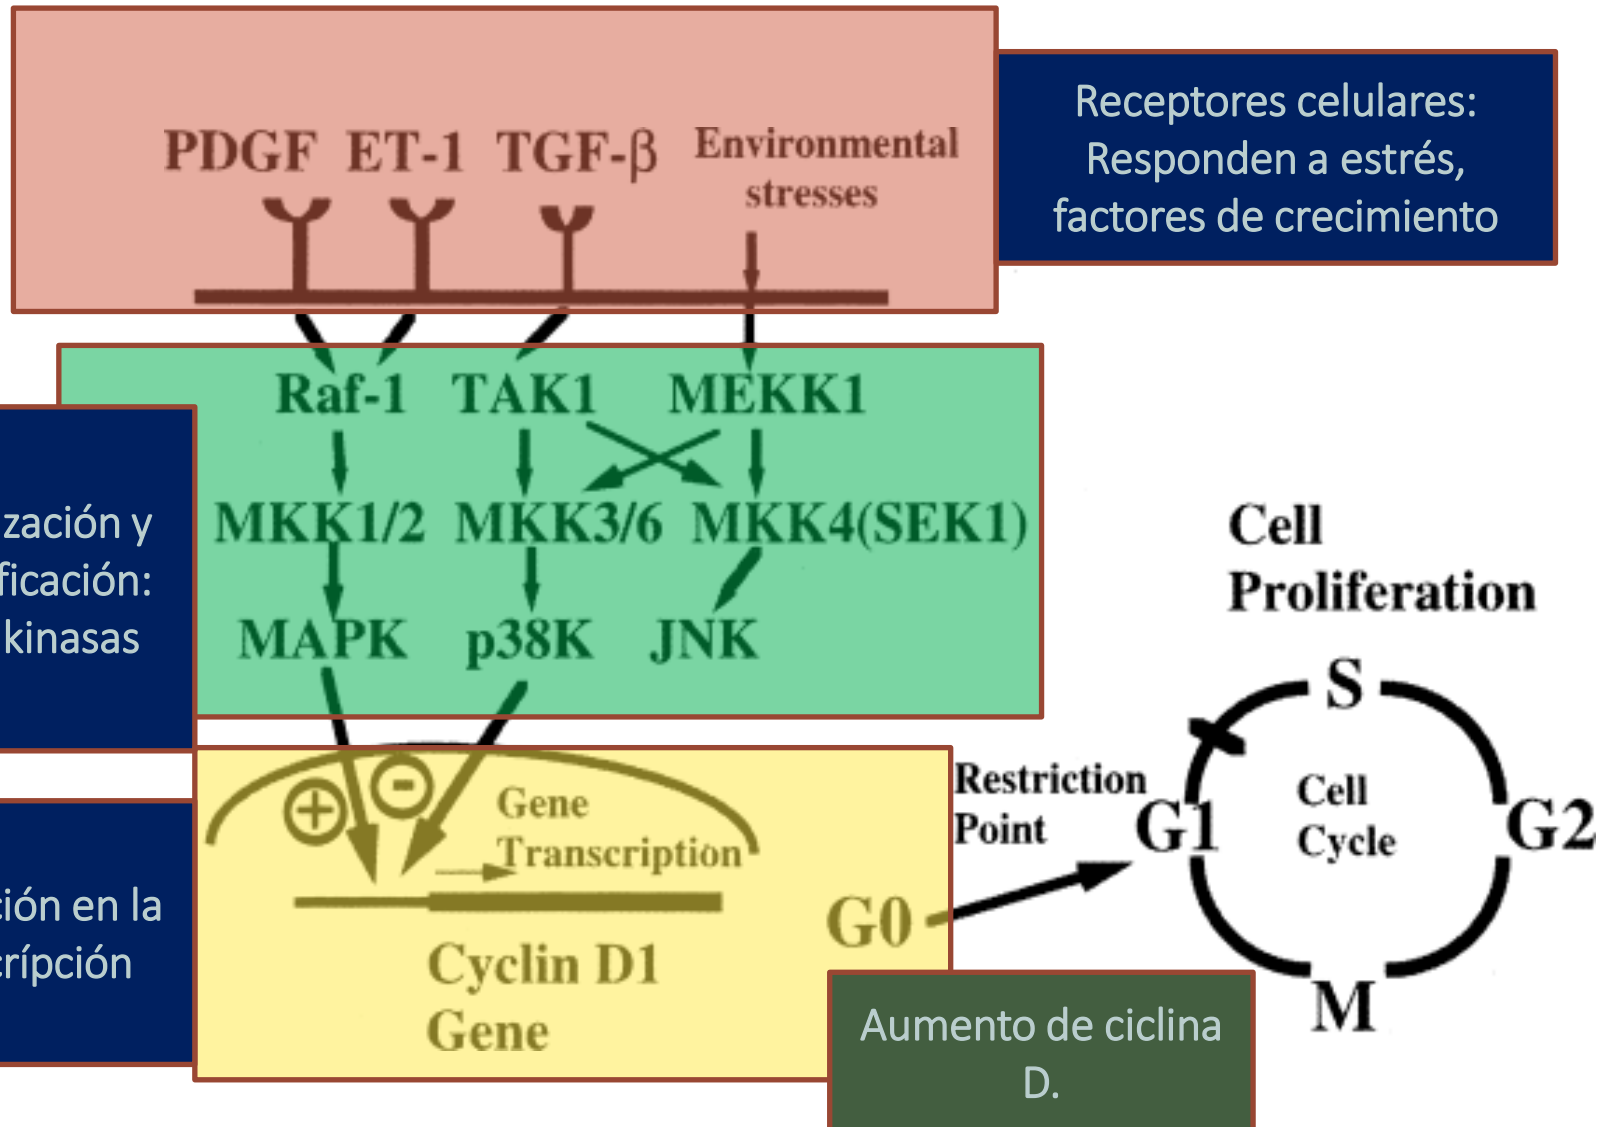 PDGF ET-1 TGF-β Environmental
stresses
Receptores celulares:
Responden a estrés,
factores de crecimiento
Raf-1 TAK1 MEKK1
MKK1/2 MKK3/6 MKK4(SEK1)
MAPK p38K JNK
zación y
ficación:
kinasas
+ -
Gene
Transcription
Cyclin D1
Gene
ción en la
crípción
G0
Aumento de ciclina
D.
Restriction
Point
Cell
Proliferation
S
G1
Cell
Cycle
G2
M